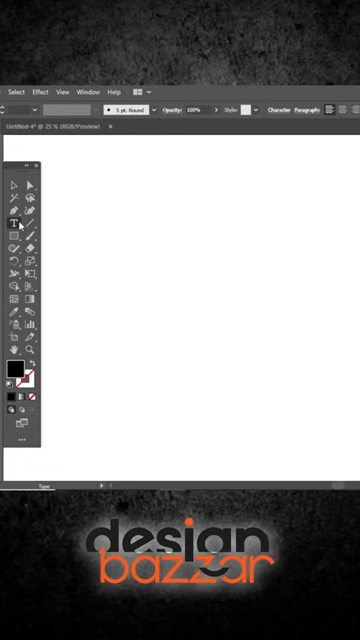 Select Effect View Window Help
5 pt. Round Opacity: 100% Style: Character Paragraph:
Untitled-4* @ 25 % (RGB/Preview) ×
T
Type
design
bazzar